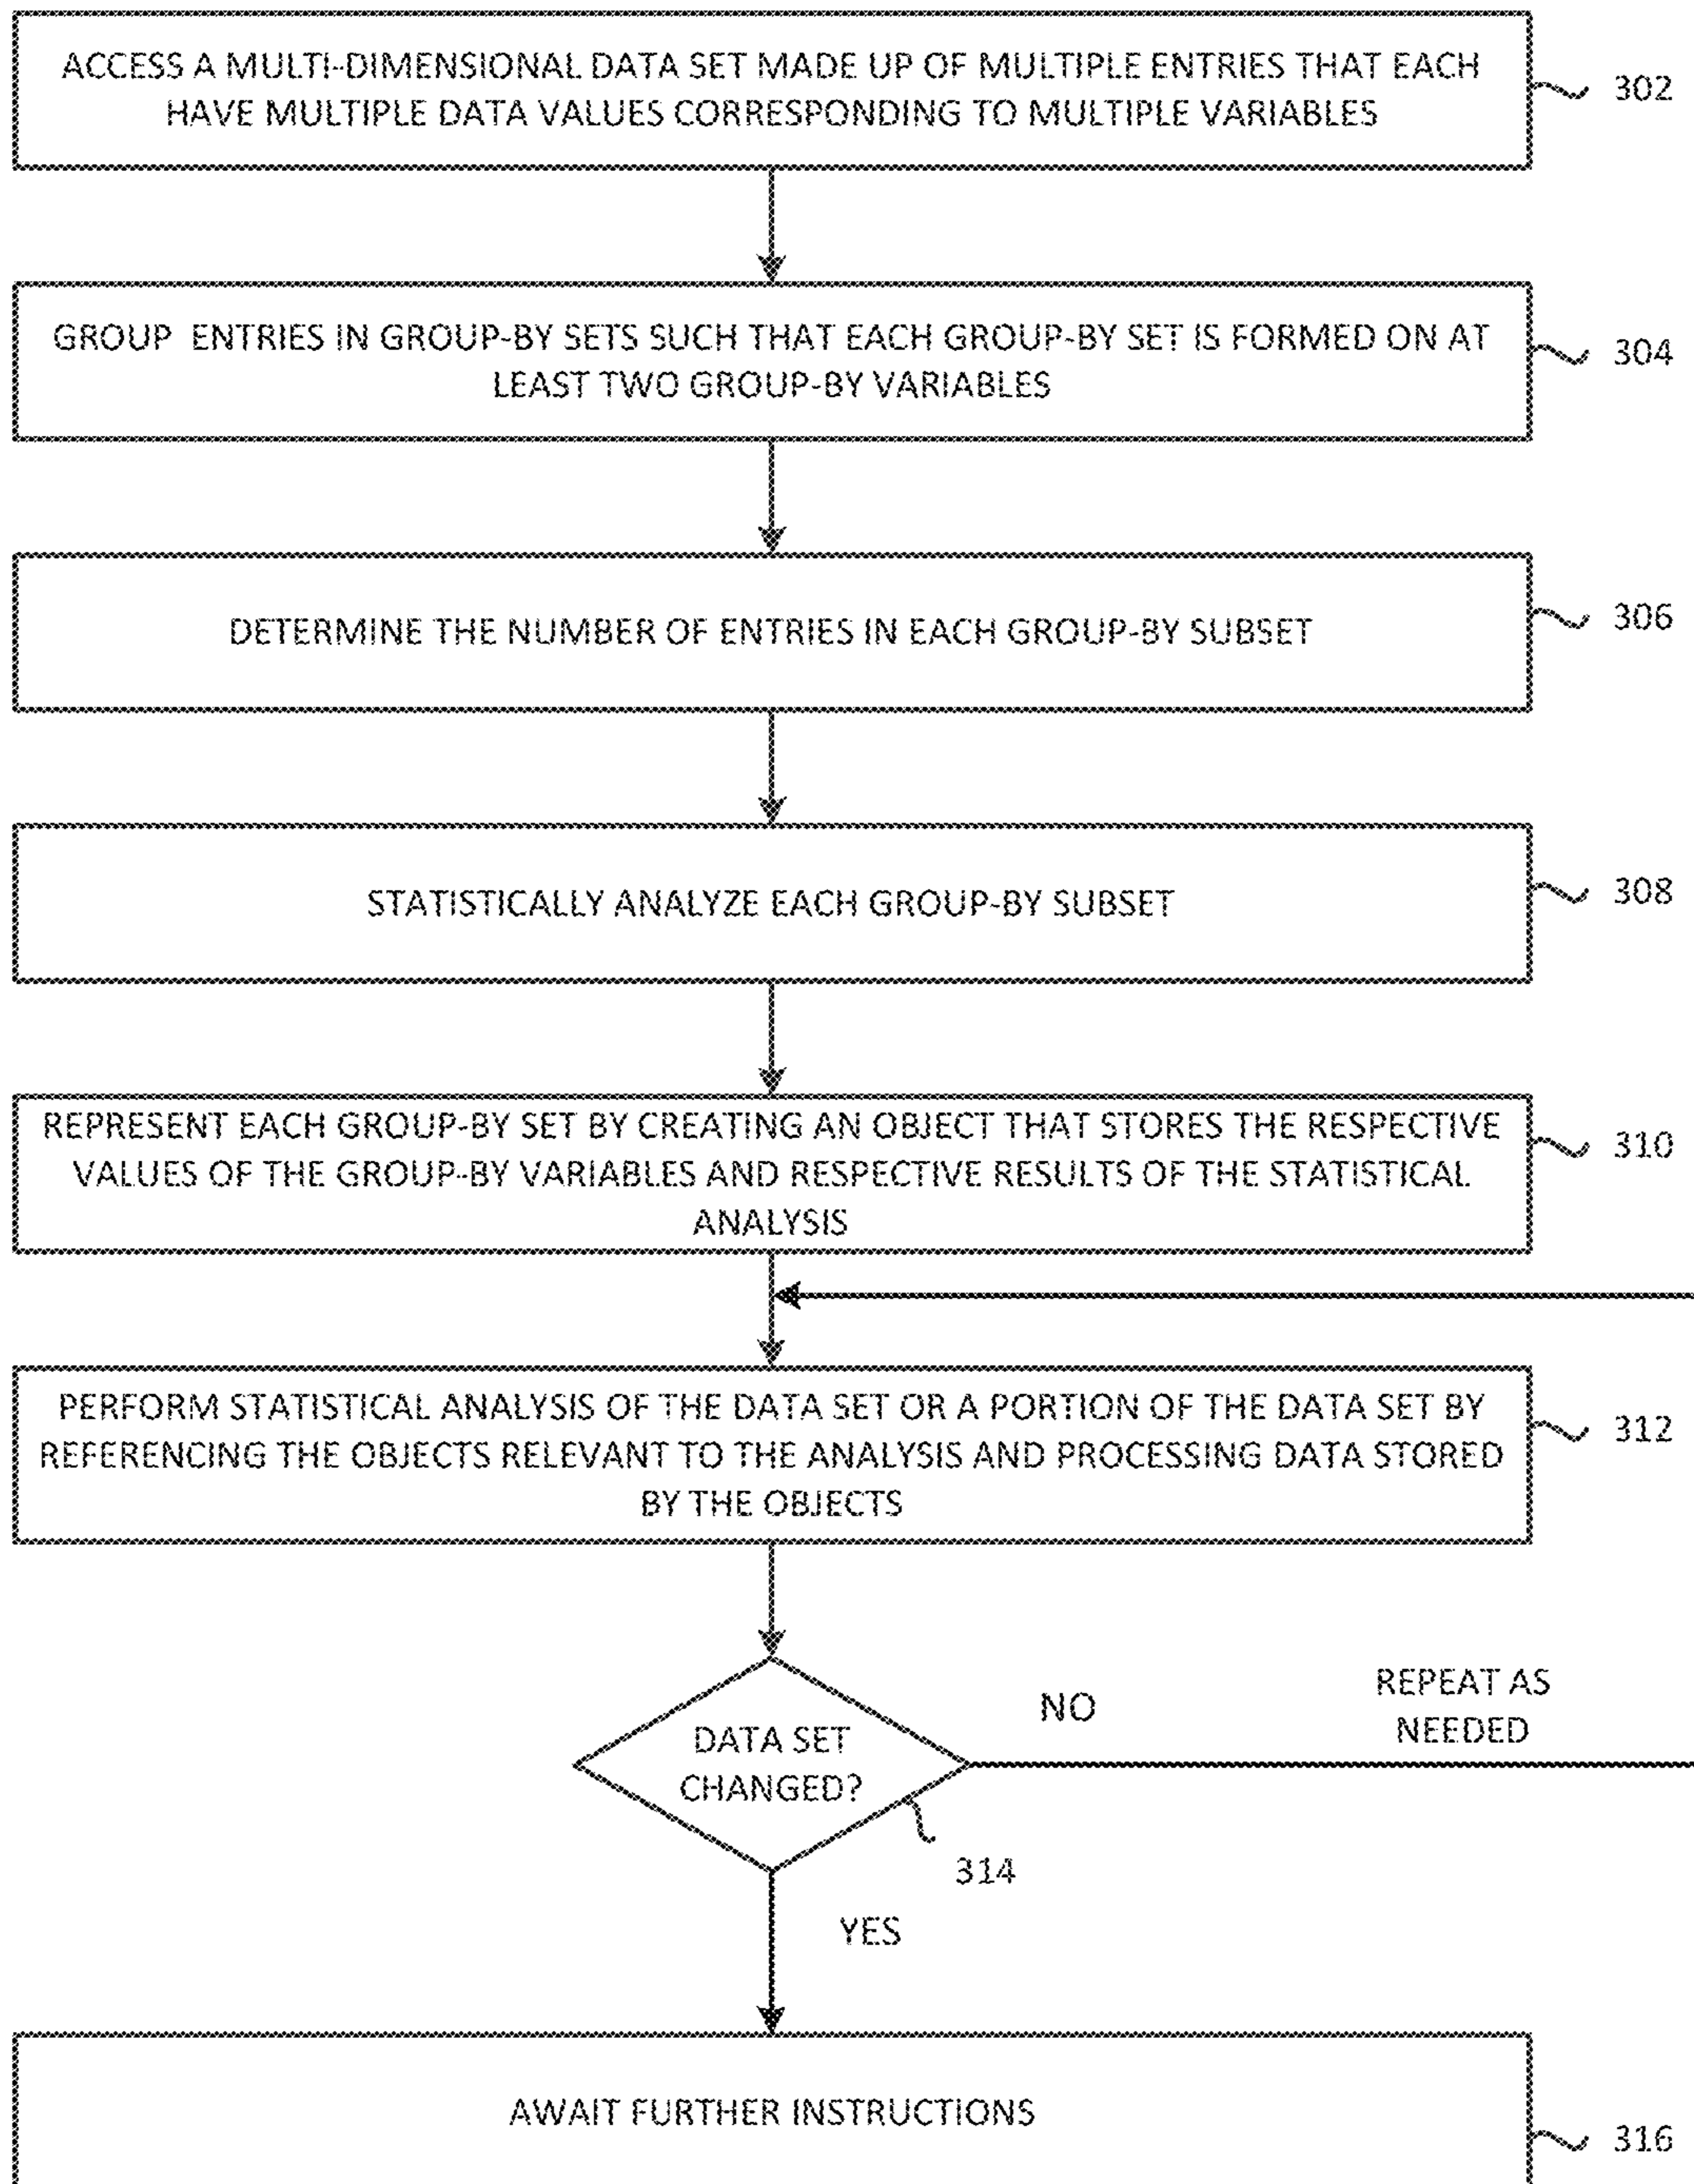 ACCESS A MULTI-DIMENSIONAL DATA SET MADE UP OF MULTIPLE ENTRIES THAT EACH
HAVE MULTIPLE DATA VALUES CORRESPONDING TO MULTIPLE VARIABLES
302
GROUP ENTRIES IN GROUP-BY SETS SUCH THAT EACH GROUP-BY SET IS FORMED ON AT
LEAST TWO GROUP-BY VARIABLES
304
DETERMINE THE NUMBER OF ENTRIES IN EACH GROUP-BY SUBSET
306
STATISTICALLY ANALYZE EACH GROUP-BY SUBSET
308
REPRESENT EACH GROUP-BY SET BY CREATING AN OBJECT THAT STORES THE RESPECTIVE
VALUES OF THE GROUP-BY VARIABLES AND RESPECTIVE RESULTS OF THE STATISTICAL
ANALYSIS
310
PERFORM STATISTICAL ANALYSIS OF THE DATA SET OR A PORTION OF THE DATA SET BY
REFERENCING THE OBJECTS RELEVANT TO THE ANALYSIS AND PROCESSING DATA STORED
BY THE OBJECTS
312
DATA SET
CHANGED?
314
NO
REPEAT AS
NEEDED
YES
AWAIT FURTHER INSTRUCTIONS
316